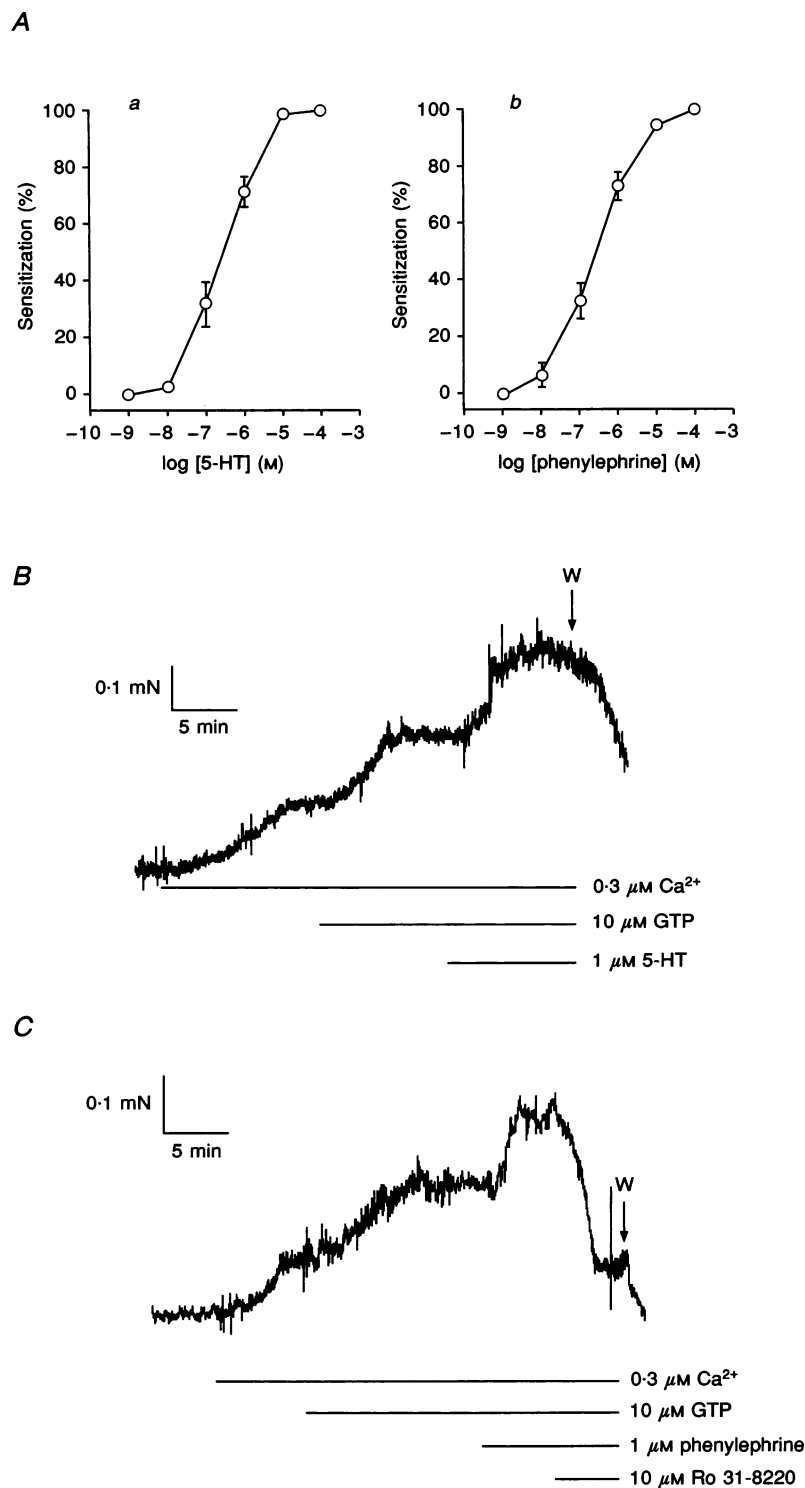 A
a
b
100
80
60
40
20
0
Sensitization (%)
−10 −9 −8 −7 −6 −5 −4 −3
log [5-HT] (M)
100
80
60
40
20
0
Sensitization (%)
−10 −9 −8 −7 −6 −5 −4 −3
log [phenylephrine] (M)
B
W
0·1 mN
5 min
0·3 μM Ca²⁺
10 μM GTP
1 μM 5-HT
C
0·1 mN
5 min
W
0·3 μM Ca²⁺
10 μM GTP
1 μM phenylephrine
10 μM Ro 31-8220